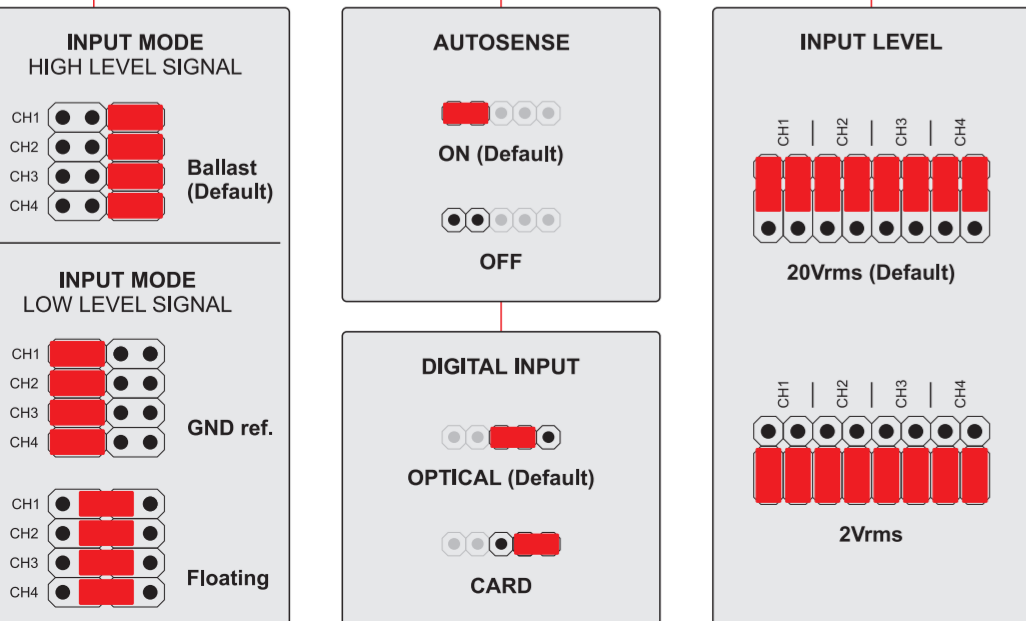 INPUT MODE
HIGH LEVEL SIGNAL
CH1
CH2
CH3
CH4
Ballast
(Default)
INPUT MODE
LOW LEVEL SIGNAL
CH1
CH2
CH3
CH4
GND ref.
CH1
CH2
CH3
CH4
Floating
AUTOSENSE
ON (Default)
OFF
DIGITAL INPUT
OPTICAL (Default)
CARD
INPUT LEVEL
CH1 | CH2 | CH3 | CH4
20Vrms (Default)
CH1 | CH2 | CH3 | CH4
2Vrms